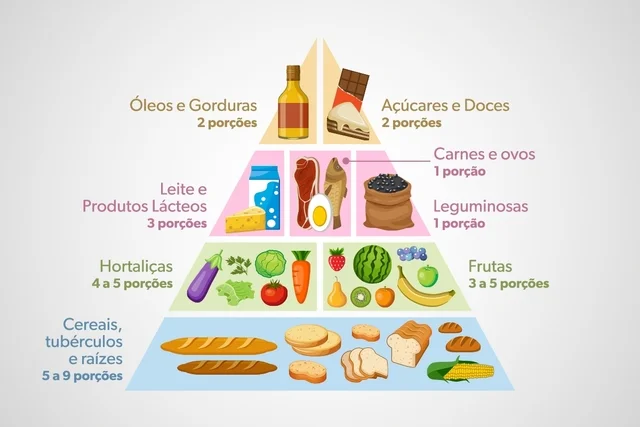 Óleos e Gorduras
2 porções
Açúcares e Doces
2 porções
Carnes e ovos
1 porção
Leite e
Produtos Lácteos
3 porções
Leguminosas
1 porção
Hortaliças
4 a 5 porções
Frutas
3 a 5 porções
Cereais,
tubérculos
e raízes
5 a 9 porções